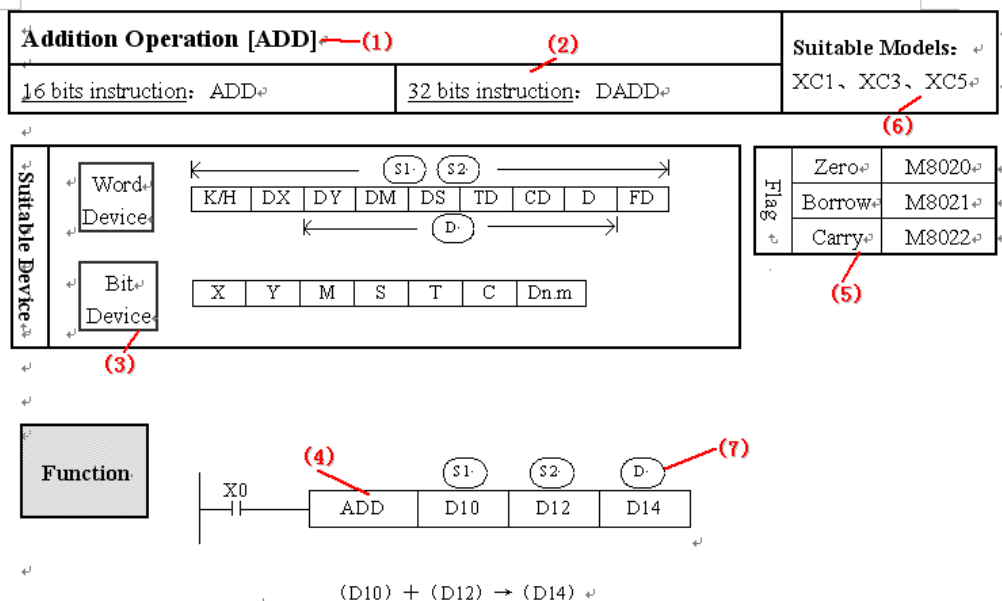 Addition Operation [ADD] (1)
(2)
Suitable Models:
16 bits instruction: ADD
32 bits instruction: DADD
XC1、XC3、XC5
(6)
Suitable Device
Word
Device
S1· S2·
K/H DX DY DM DS TD CD D FD
D·
Bit
Device
X Y M S T C Dn.m
(3)
Flag
Zero M8020
Borrow M8021
Carry M8022
(5)
Function
(4)
S1· S2· D· (7)
X0
ADD D10 D12 D14
(D10) + (D12) → (D14)